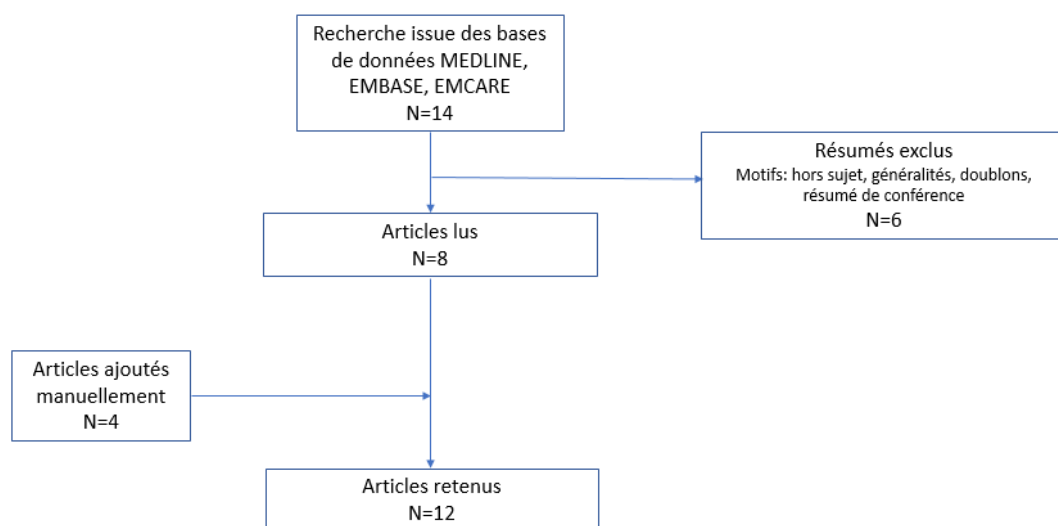 Recherche issue des bases
de données MEDLINE,
EMBASE, EMCARE
N=14
Résumés exclus
Motifs: hors sujet, généralités, doublons,
résumé de conférence
N=6
Articles lus
N=8
Articles ajoutés
manuellement
N=4
Articles retenus
N=12